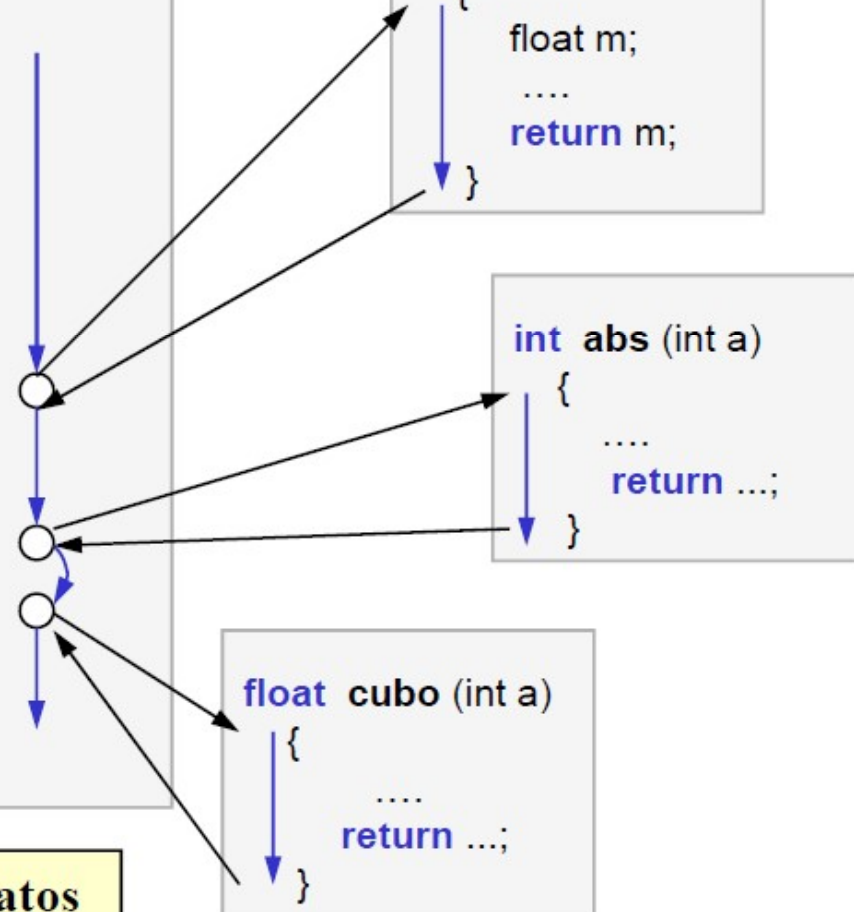 {
float m;
....
return m;
}
int abs (int a)
{
....
return ...;
}
float cubo (int a)
{
....
return ...;
}
atos